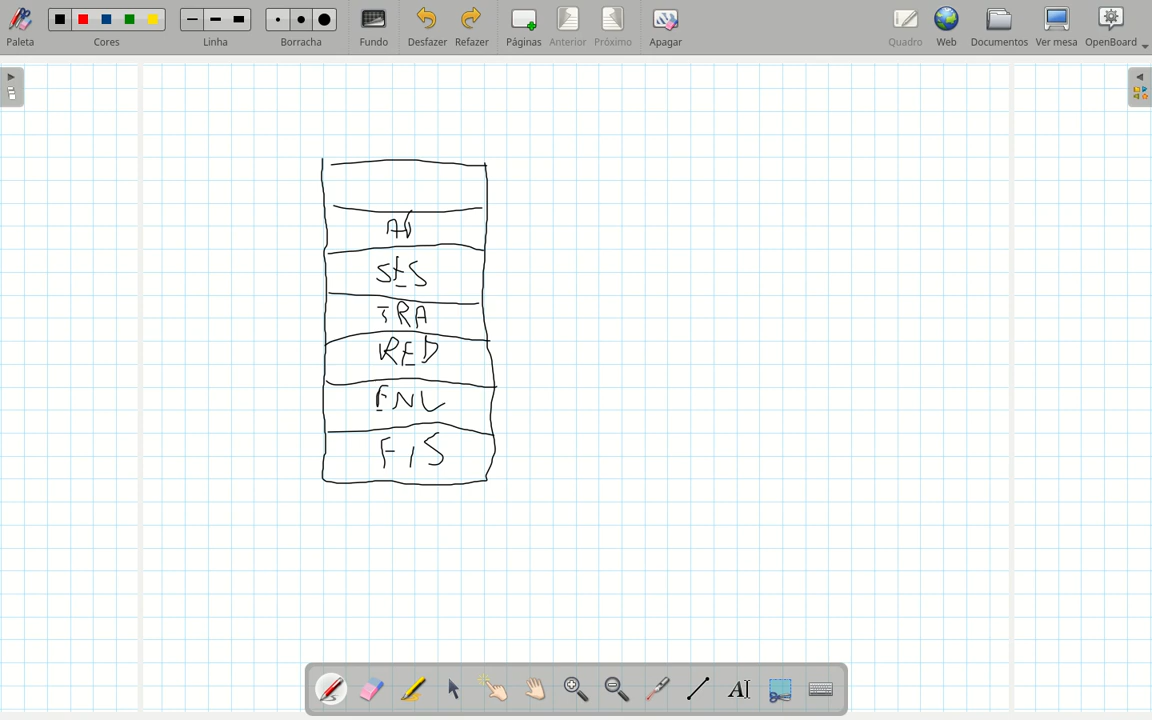 Paleta Cores Linha Borracha Fundo Desfazer Refazer Páginas Anterior Próximo Apagar Quadro Web Documentos Ver mesa OpenBoard
SES
TRA
RED
ENL
FIS